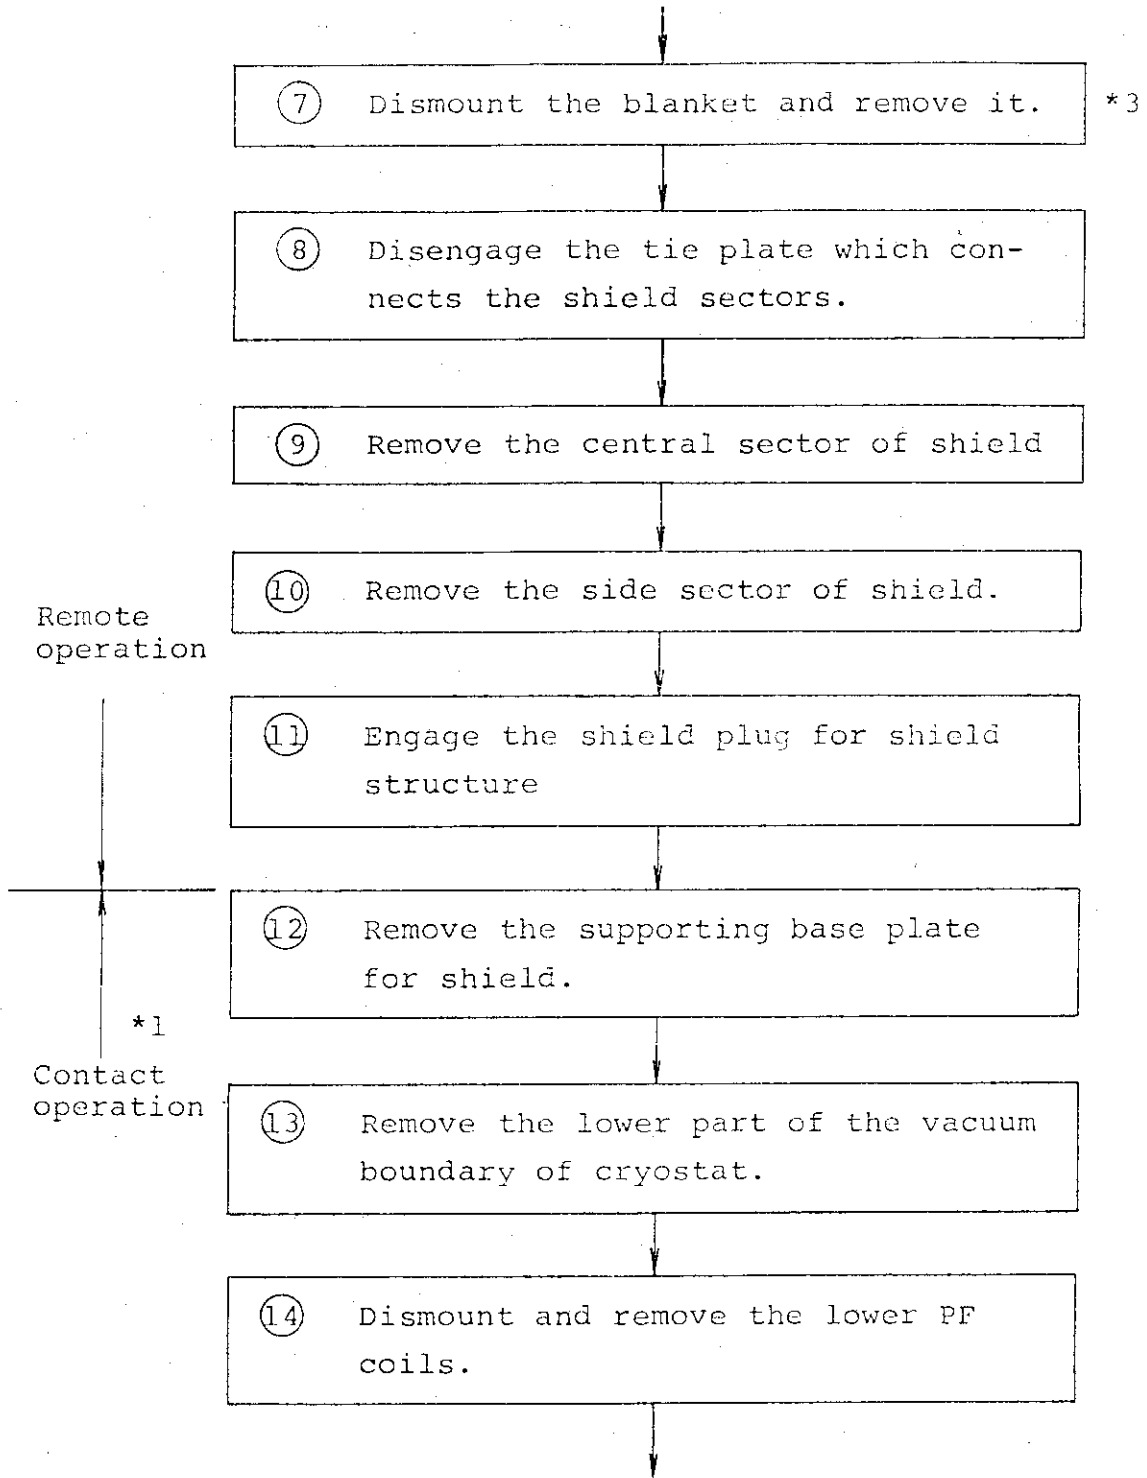 ⑦ Dismount the blanket and remove it. *3
⑧ Disengage the tie plate which con-
nects the shield sectors.
⑨ Remove the central sector of shield
⑩ Remove the side sector of shield.
Remote
operation
⑪ Engage the shield plug for shield
structure
⑫ Remove the supporting base plate
for shield.
*1
Contact
operation
⑬ Remove the lower part of the vacuum
boundary of cryostat.
⑭ Dismount and remove the lower PF
coils.